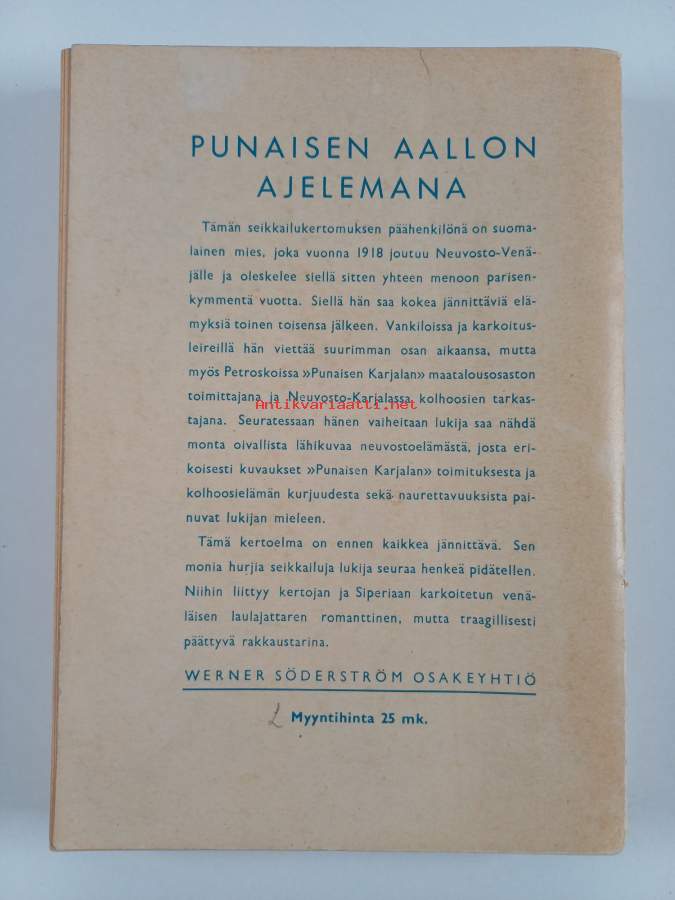 PUNAISEN AALLON
AJELEMANA
Tämän seikkailukertomuksen päähenkilönä on suoma-
lainen mies, joka vuonna 1918 joutuu Neuvosto-Venä-
jälle ja oleskelee siellä sitten yhteen menoon parisen-
kymmentä vuotta. Siellä hän saa kokea jännittäviä elä-
myksiä toinen toisensa jälkeen. Vankiloissa ja karkoitus-
leireillä hän viettää suurimman osan aikaansa, mutta
myös Petroskoissa »Punaisen Karjalan» maatalousosaston
toimittajana ja Neuvosto-Karjalassa kolhoosien tarkas-
Antikvariaatti.net
tajana. Seuratessaan hänen vaiheitaan lukija saa nähdä
monta oivallista lähikuvaa neuvostoelämästä, josta eri-
koisesti kuvaukset »Punaisen Karjalan» toimituksesta ja
kolhoosielämän kurjuudesta sekä naurettavuuksista pai-
nuvat lukijan mieleen.
Tämä kertoelma on ennen kaikkea jännittävä. Sen
monia hurjia seikkailuja lukija seuraa henkeä pidätellen.
Niihin liittyy kertojan ja Siperiaan karkoitetun venä-
läisen laulajattaren romanttinen, mutta traagillisesti
päättyvä rakkaustarina.
WERNER SÖDERSTRÖM OSAKEYHTIÖ
Myyntihinta 25 mk.